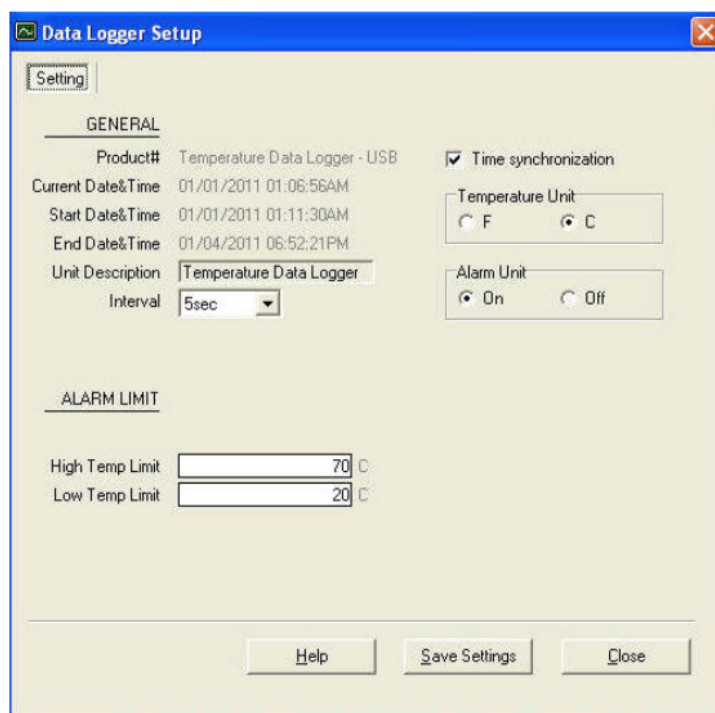 Data Logger Setup
Setting
GENERAL
Product# Temperature Data Logger - USB
Current Date&Time 01/01/2011 01:06:56AM
Start Date&Time 01/01/2011 01:11:30AM
End Date&Time 01/04/2011 06:52:21PM
Unit Description Temperature Data Logger
Interval 5sec
Time synchronization
Temperature Unit
F C
Alarm Unit
On Off
ALARM LIMIT
High Temp Limit 70 C
Low Temp Limit 20 C
Help Save Settings Close